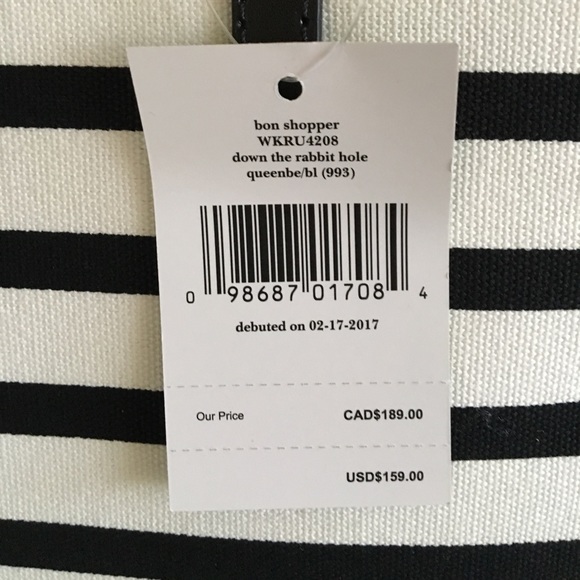 bon shopper
WKRU4208
down the rabbit hole
queenbe/bl (993)
0 98687 01708 4
debuted on 02-17-2017
Our Price CAD$189.00
USD$159.00